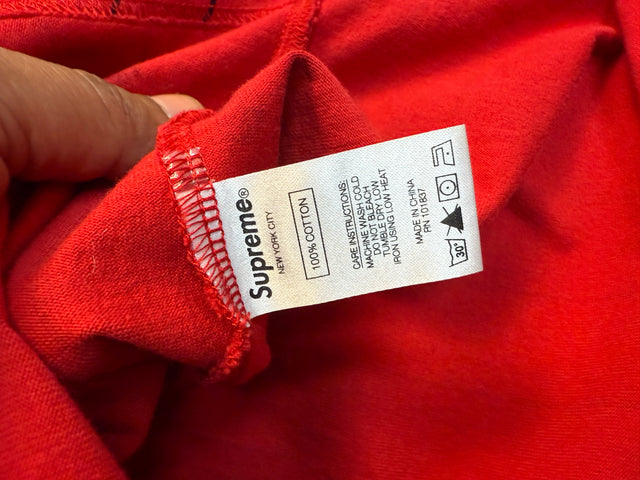 Supreme®
NEW YORK CITY
100% COTTON
CARE INSTRUCTIONS:
MACHINE WASH COLD
DO NOT BLEACH
TUMBLE DRY LOW
IRON USING LOW HEAT
MADE IN CHINA
RN 101837
30°